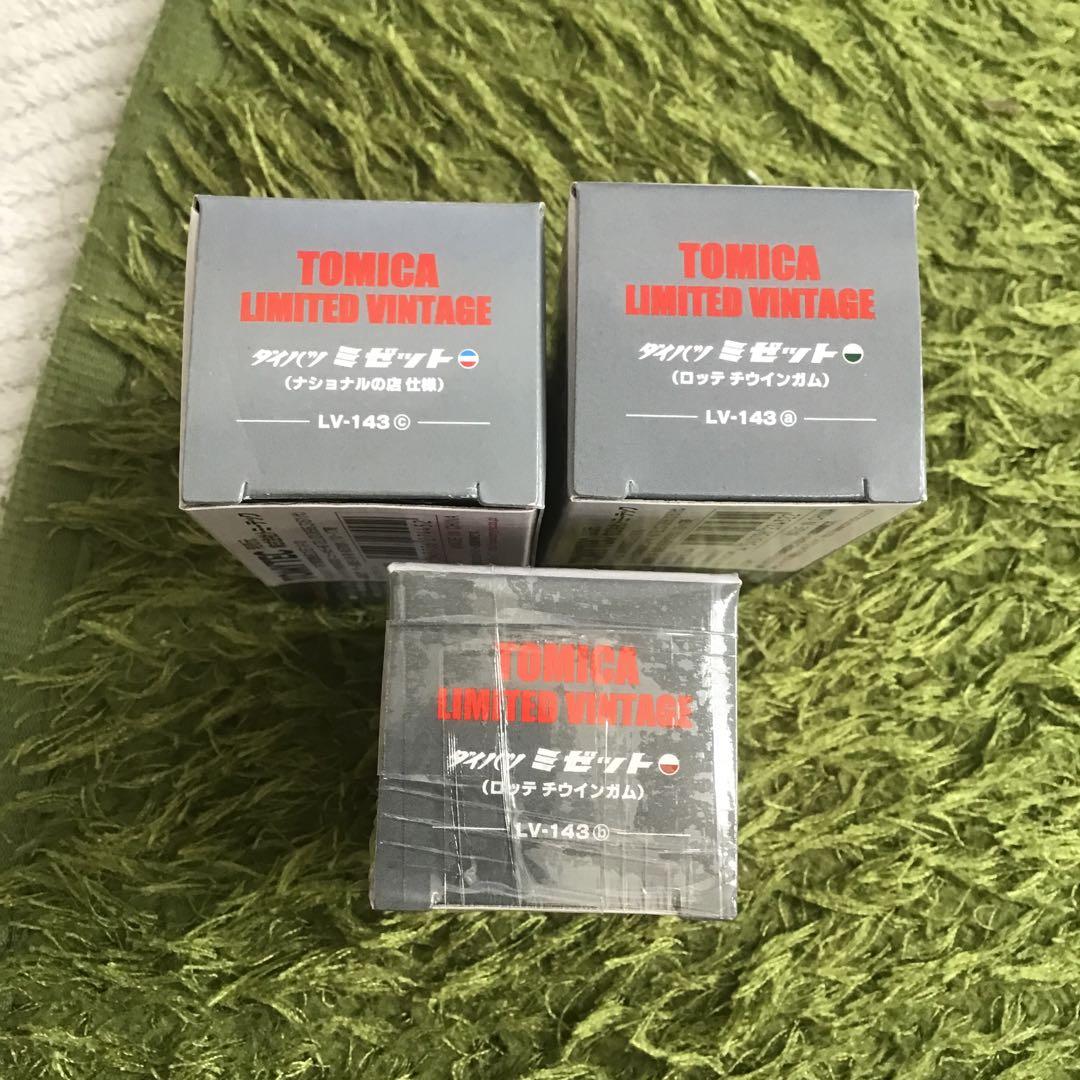 TOMICA
LIMITED VINTAGE
ダイハツ ミゼット
（ナショナルの店 仕様）
LV-143 ⓒ
TOMICA
LIMITED VINTAGE
ダイハツ ミゼット
（ロッテ チウインガム）
LV-143 ⓐ
TOMICA
LIMITED VINTAGE
ダイハツ ミゼット
（ロッテ チウインガム）
LV-143 ⓑ